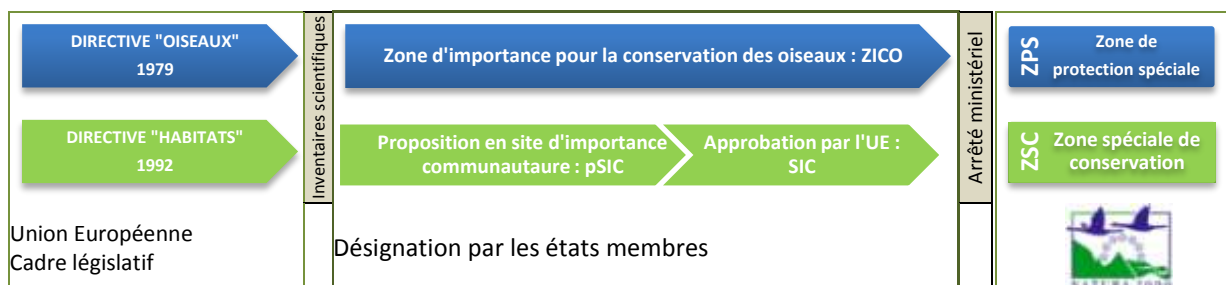 DIRECTIVE "OISEAUX"
1979
DIRECTIVE "HABITATS"
1992
Union Européenne
Cadre législatif
Inventaires scientifiques
Zone d'importance pour la conservation des oiseaux : ZICO
Proposition en site d'importance
communautaure : pSIC
Approbation par l'UE :
SIC
Désignation par les états membres
Arrêté ministériel
ZPS
Zone de
protection spéciale
ZSC
Zone spéciale de
conservation